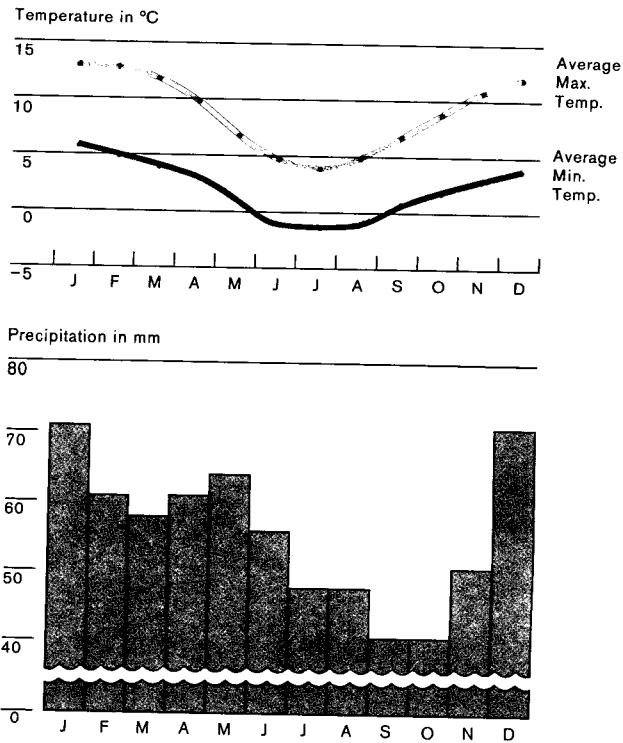 Temperature in °C
15
10
5
0
-5
Average
Max.
Temp.
Average
Min.
Temp.
J F M A M J J A S O N D
Precipitation in mm
80
70
60
50
40
0
J F M A M J J A S O N D